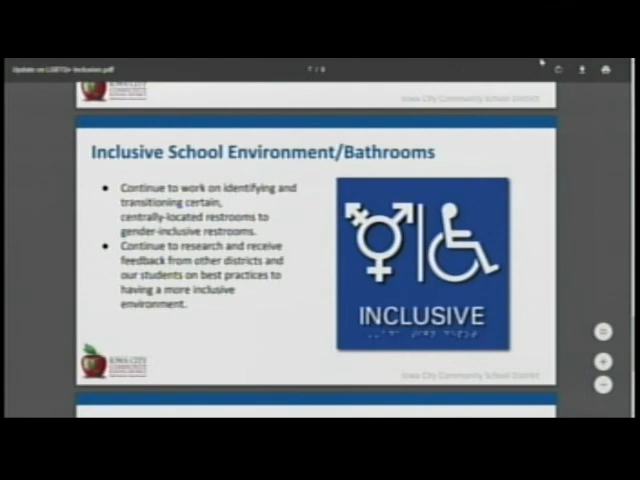 Update on LGBTQ+ Inclusion.pdf
7 / 8
Iowa City Community School District
Inclusive School Environment/Bathrooms
● Continue to work on identifying and
transitioning certain,
centrally-located restrooms to
gender-inclusive restrooms.
● Continue to research and receive
feedback from other districts and
our students on best practices to
having a more inclusive
environment.
INCLUSIVE
IOWA CITY
COMMUNITY
Iowa City Community School District